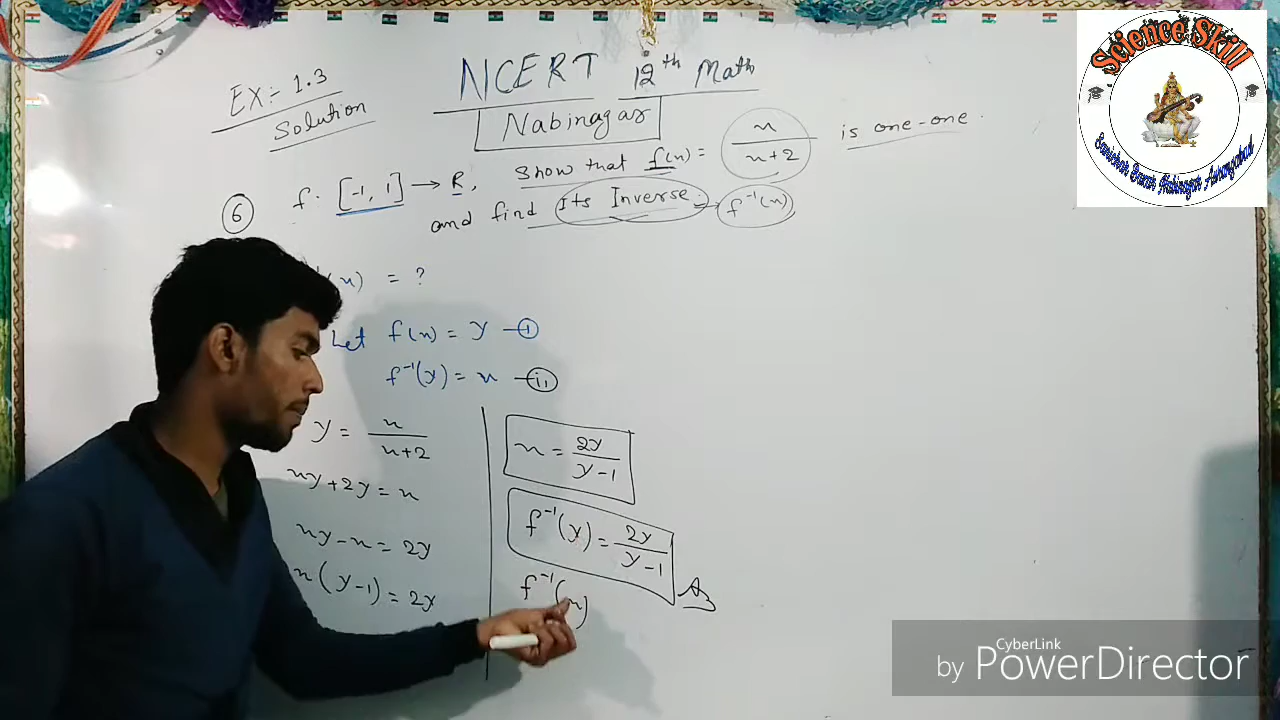 NCERT 12th Math
Ex:- 1.3
Solution
Nabinagar
6 f. [-1, 1] → R, Show that f(x) = x/x+2 is one-one.
and find Its Inverse f⁻¹(x)
(x) = ?
Let f(x) = y -(i)
f⁻¹(y) = x -(ii)
y = x/x+2
xy + 2y = x
xy - x = 2y
x(y-1) = 2y
x = 2y/y-1
f⁻¹(y) = 2y/y-1
f⁻¹(x)
Science Skill
CyberLink
by PowerDirector